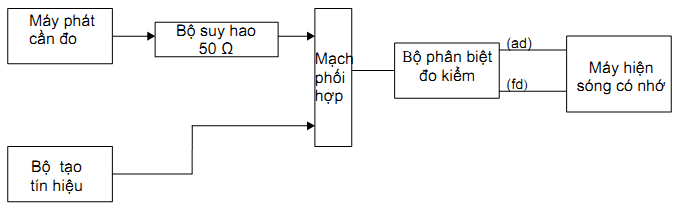 Máy phát
cần đo
Bộ suy hao
50 Ω
Mạch
phối
hợp
Bộ phân biệt
đo kiểm
(ad)
(fd)
Máy hiện
sóng có nhớ
Bộ tạo
tín hiệu